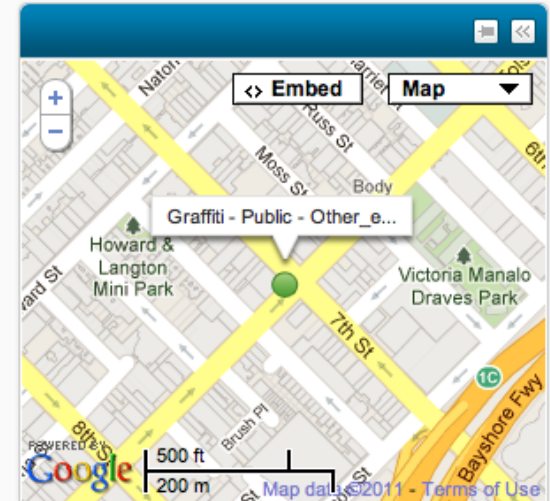 Embed
Map
Russ St
Moss St
6th
Body
Graffiti - Public - Other_e...
Howard &
Langton
Mini Park
Victoria Manalo
Draves Park
7th St
1C
Bayshore Fwy
Brush Pl
8th St
POWERED BY
Google
500 ft
200 m
Map data ©2011 - Terms of Use